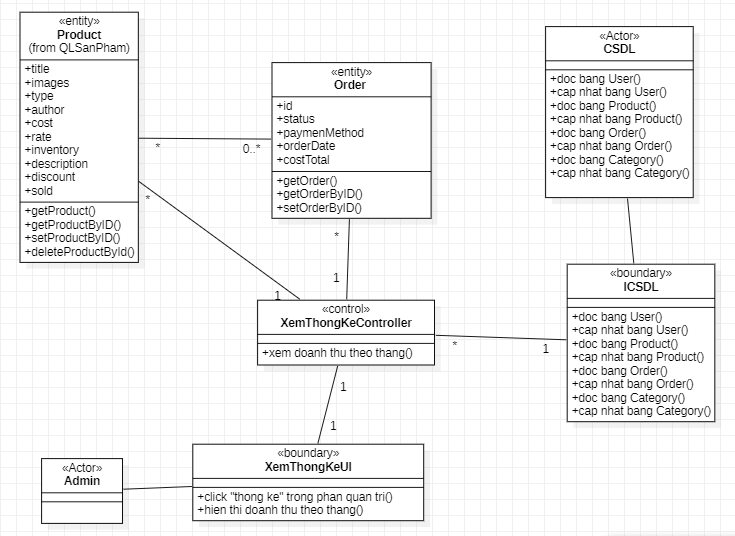 «entity»
Product
(from QLSanPham)
+title
+images
+type
+author
+cost
+rate
+inventory
+description
+discount
+sold
+getProduct()
+getProductByID()
+setProductByID()
+deleteProductById()
«entity»
Order
+id
+status
+paymenMethod
+orderDate
+costTotal
+getOrder()
+getOrderByID()
+setOrderByID()
«Actor»
CSDL
+doc bang User()
+cap nhat bang User()
+doc bang Product()
+cap nhat bang Product()
+doc bang Order()
+cap nhat bang Order()
+doc bang Category()
+cap nhat bang Category()
*
0..*
*
1
*
1
«control»
XemThongKeController
+xem doanh thu theo thang()
*
1
«boundary»
ICSDL
+doc bang User()
+cap nhat bang User()
+doc bang Product()
+cap nhat bang Product()
+doc bang Order()
+cap nhat bang Order()
+doc bang Category()
+cap nhat bang Category()
1
1
«boundary»
XemThongKeUI
+click "thong ke" trong phan quan tri()
+hien thi doanh thu theo thang()
«Actor»
Admin